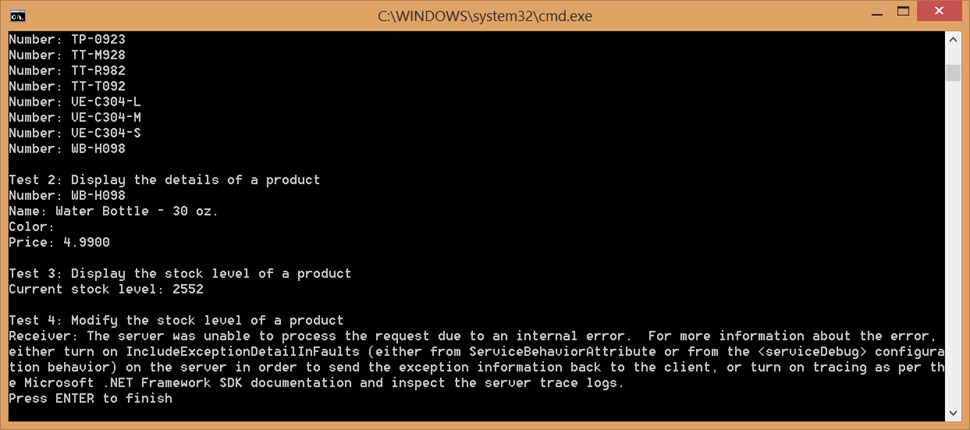 C:\WINDOWS\system32\cmd.exe
Number: TP-0923
Number: TT-M928
Number: TT-R982
Number: TT-T092
Number: VE-C304-L
Number: VE-C304-M
Number: VE-C304-S
Number: WB-H098
Test 2: Display the details of a product
Number: WB-H098
Name: Water Bottle - 30 oz.
Color:
Price: 4.9900
Test 3: Display the stock level of a product
Current stock level: 2552
Test 4: Modify the stock level of a product
Receiver: The server was unable to process the request due to an internal error.  For more information about the error,
either turn on IncludeExceptionDetailInFaults (either from ServiceBehaviorAttribute or from the <serviceDebug> configura
tion behavior) on the server in order to send the exception information back to the client, or turn on tracing as per th
e Microsoft .NET Framework SDK documentation and inspect the server trace logs.
Press ENTER to finish